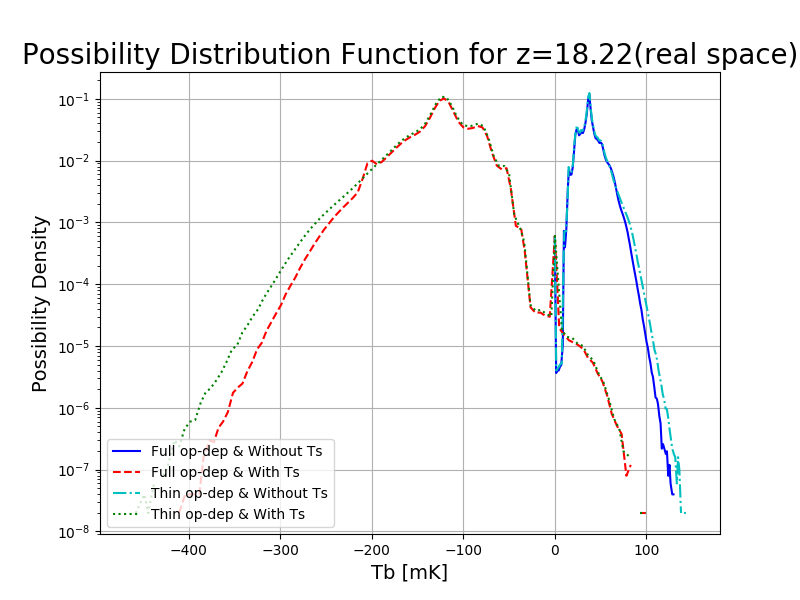 Possibility Distribution Function for z=18.22(real space)
Possibility Density
10⁻¹
10⁻²
10⁻³
10⁻⁴
10⁻⁵
10⁻⁶
10⁻⁷
10⁻⁸
Full op-dep & Without Ts
Full op-dep & With Ts
Thin op-dep & Without Ts
Thin op-dep & With Ts
−400 −300 −200 −100 0 100
Tb [mK]